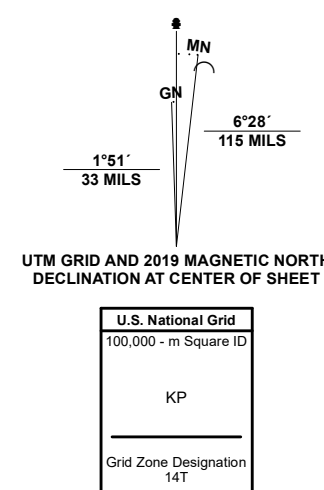 MN
GN
6°28´
115 MILS
1°51´
33 MILS
UTM GRID AND 2019 MAGNETIC NORTH
DECLINATION AT CENTER OF SHEET
U.S. National Grid
100,000 - m Square ID
KP
Grid Zone Designation
14T